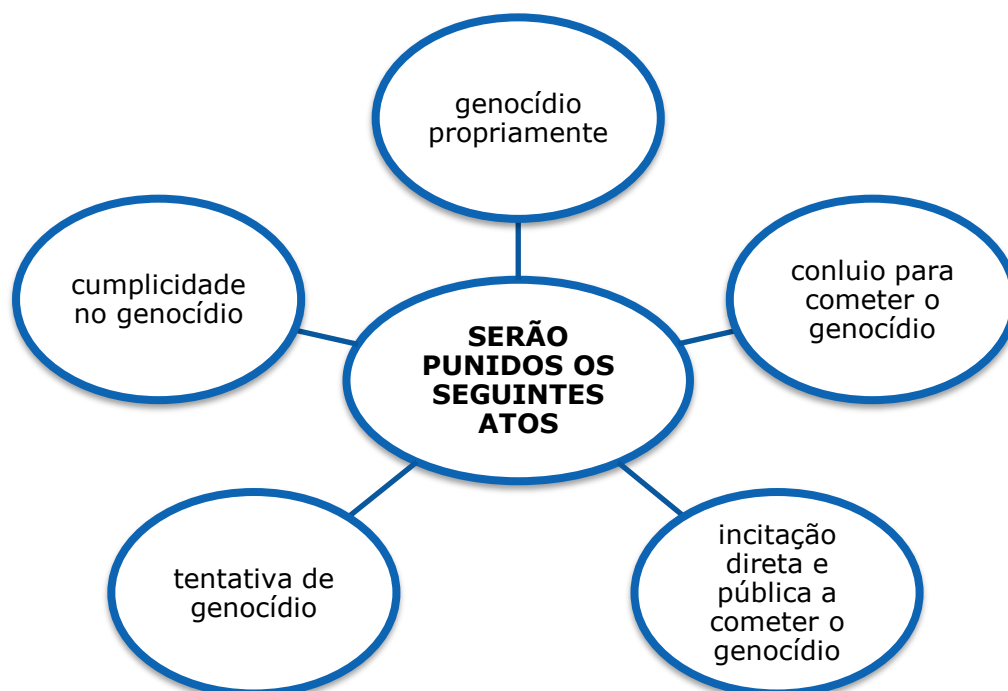 genocídio
propriamente
cumplicidade
no genocídio
conluio para
cometer o
genocídio
SERÃO
PUNIDOS OS
SEGUINTES
ATOS
tentativa de
genocídio
incitação
direta e
pública a
cometer o
genocídio